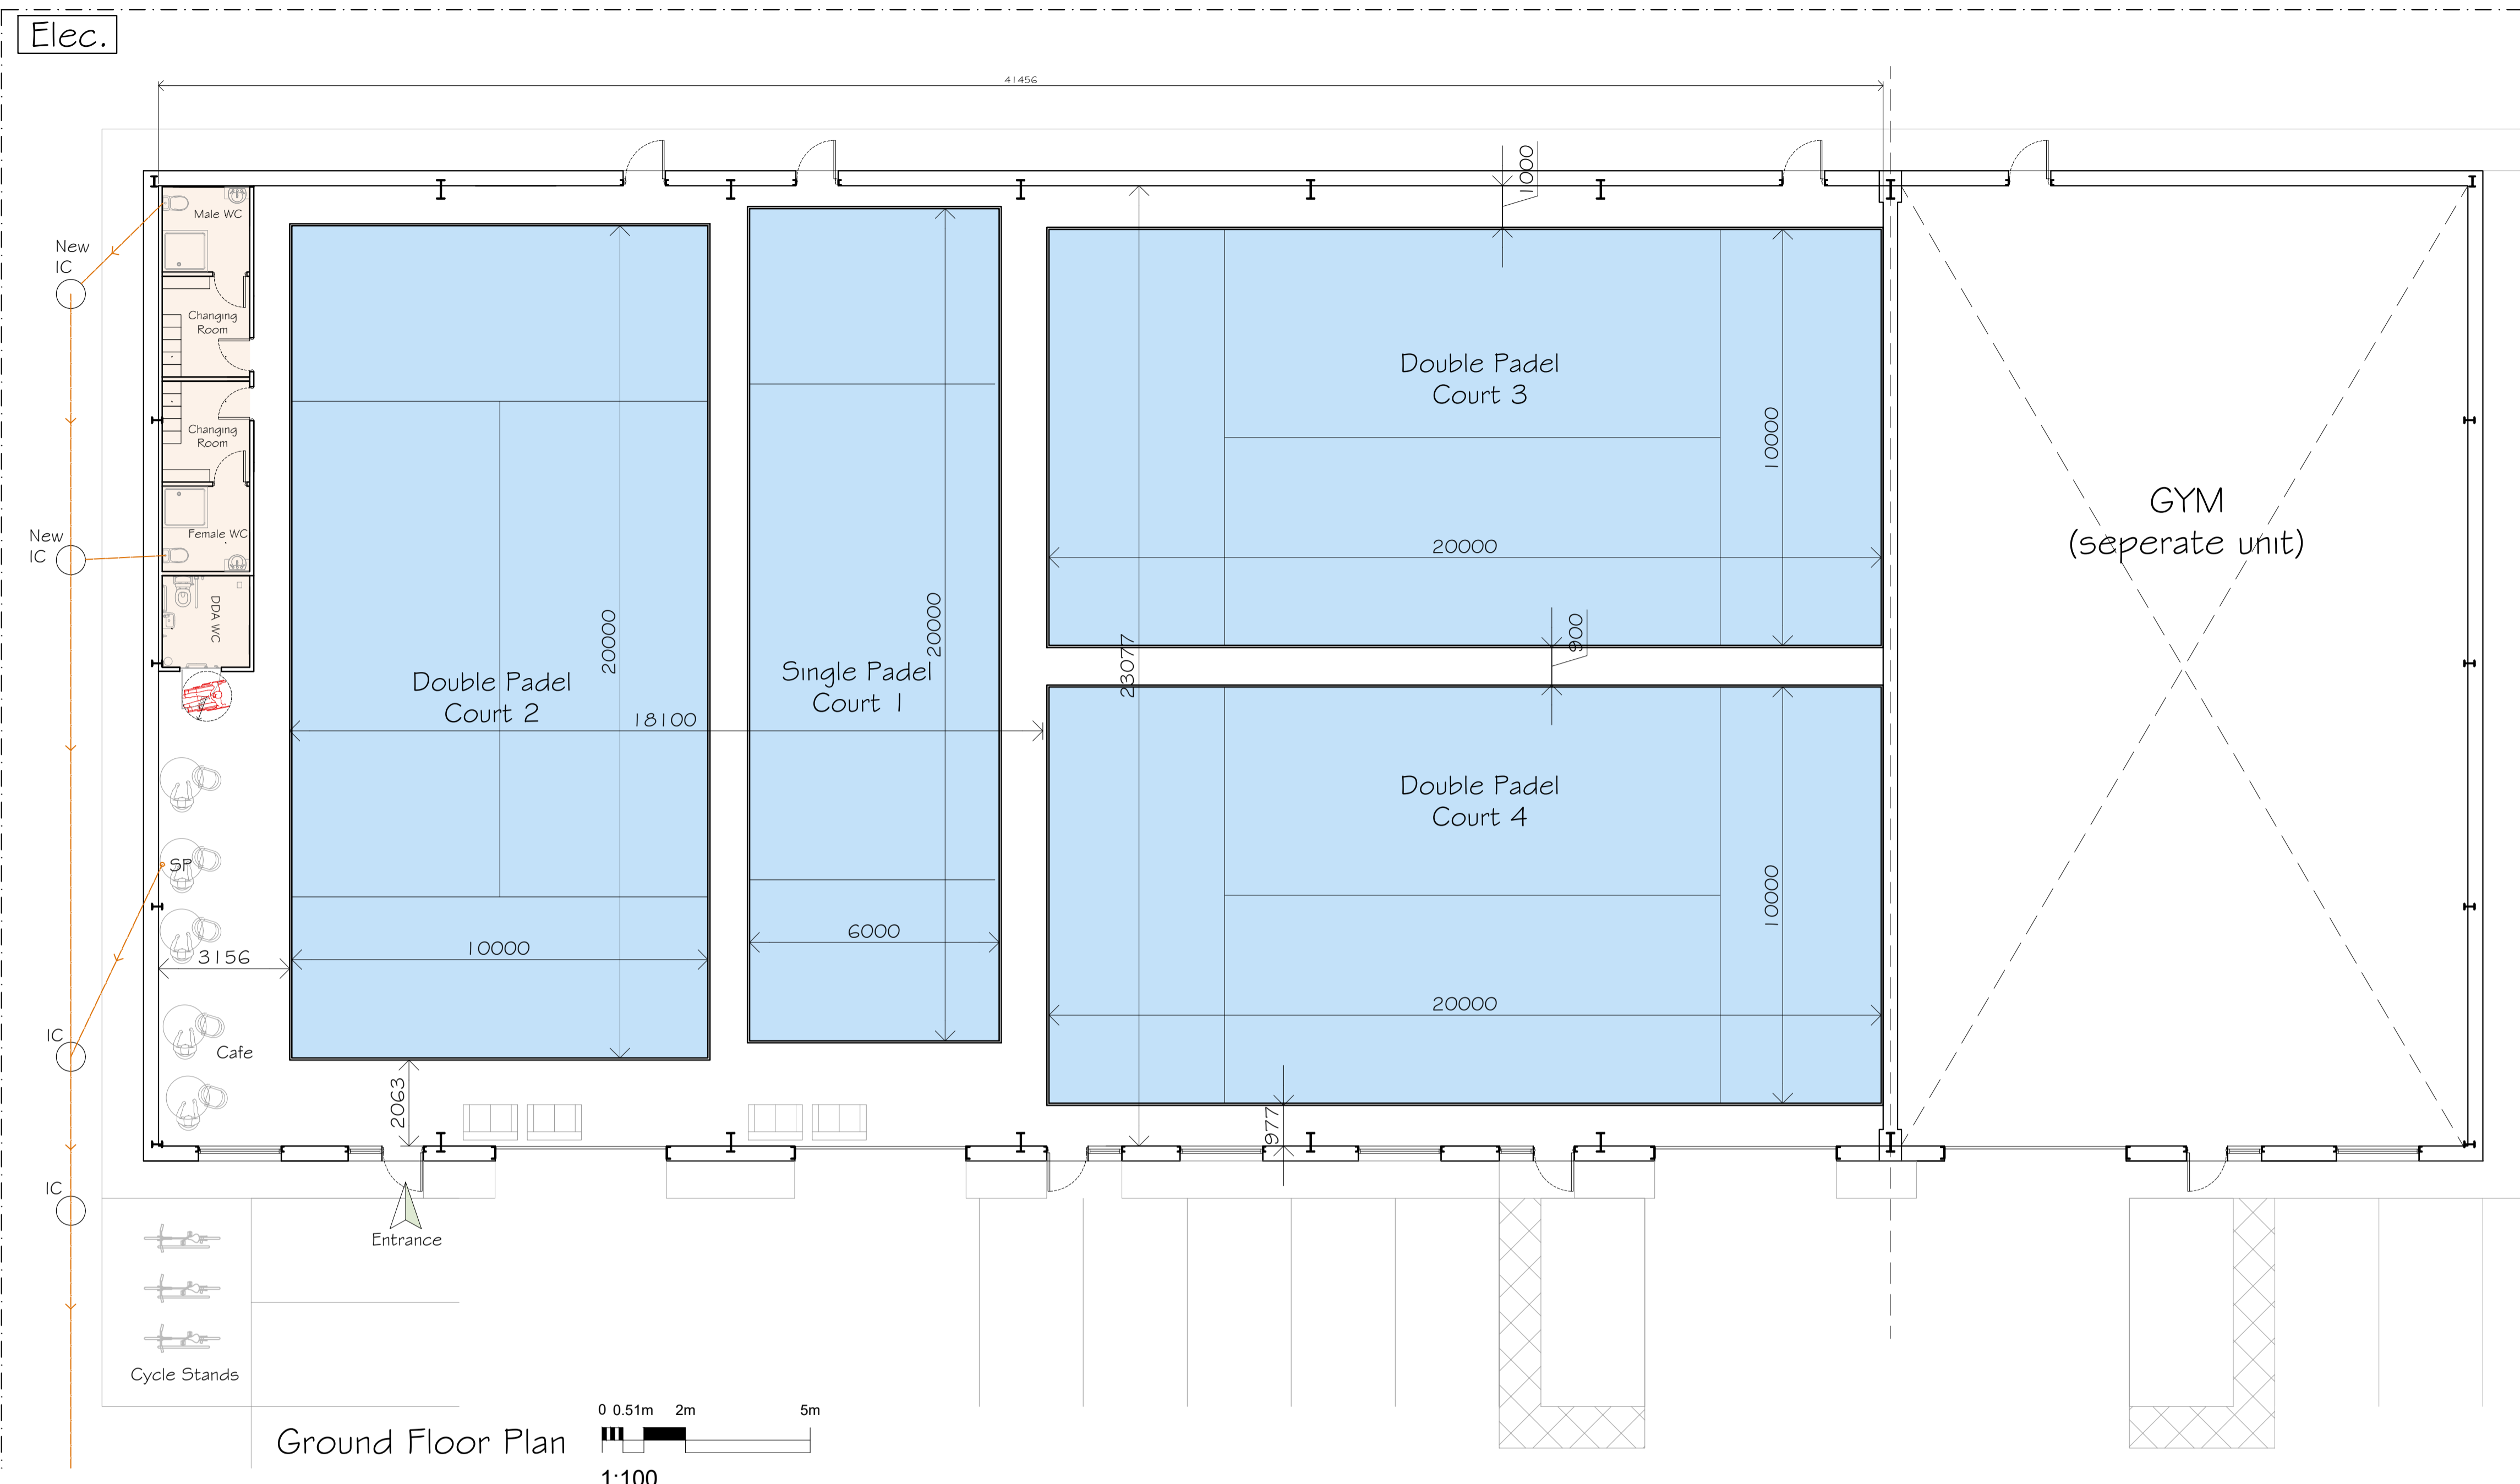 Elec.
41456
1000
Male WC
New
IC
Changing
Room
Double Padel
Court 3
10000
Changing
Room
GYM
(seperate unit)
New
IC
Female WC
20000
DDA WC
20000
20000
900
23077
Single Padel
Court 1
Double Padel
Court 2
18100
Double Padel
Court 4
SP
10000
6000
10000
3156
20000
IC
Cafe
2063
977
IC
Entrance
Cycle Stands
0 0.51m 2m 5m
Ground Floor Plan
1:100